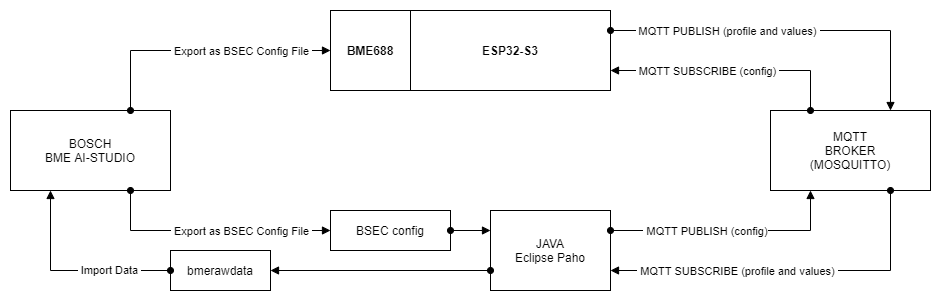 BME688
ESP32-S3
Export as BSEC Config File
MQTT PUBLISH (profile and values)
MQTT SUBSCRIBE (config)
BOSCH
BME AI-STUDIO
MQTT
BROKER
(MOSQUITTO)
Export as BSEC Config File
BSEC config
JAVA
Eclipse Paho
MQTT PUBLISH (config)
Import Data
bmerawdata
MQTT SUBSCRIBE (profile and values)